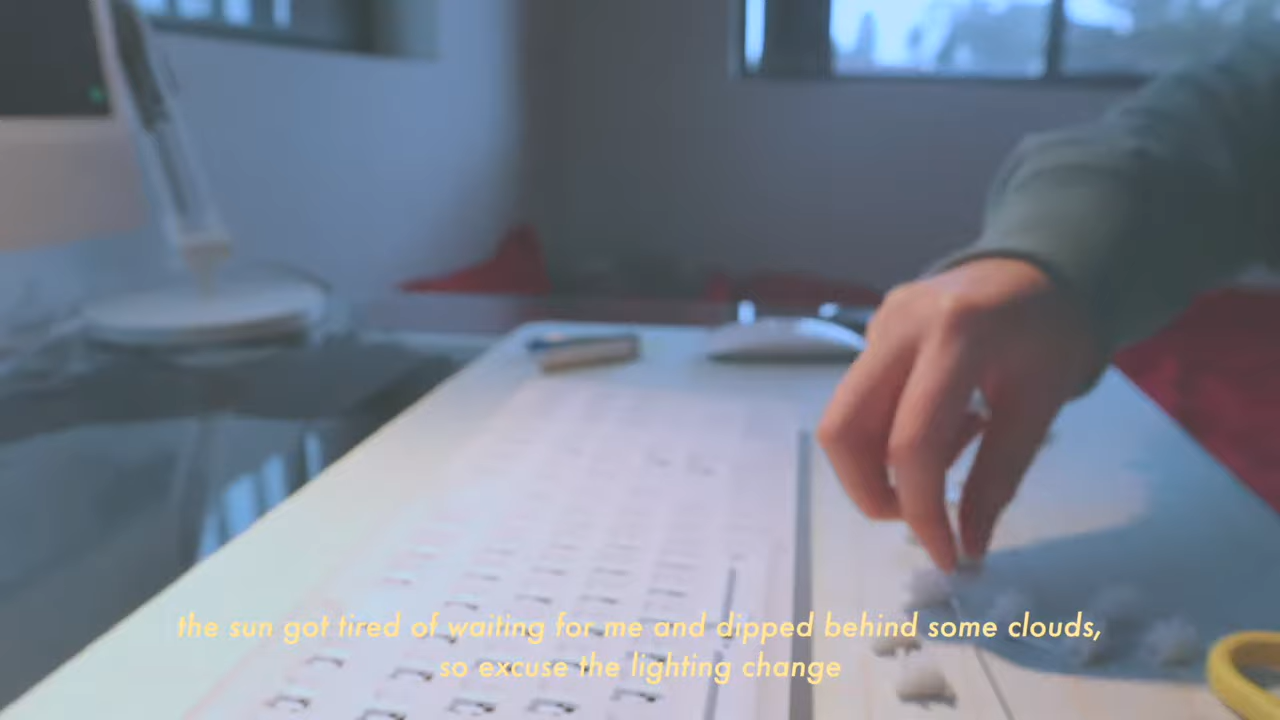 the sun got tired of waiting for me and dipped behind some clouds,
so excuse the lighting change